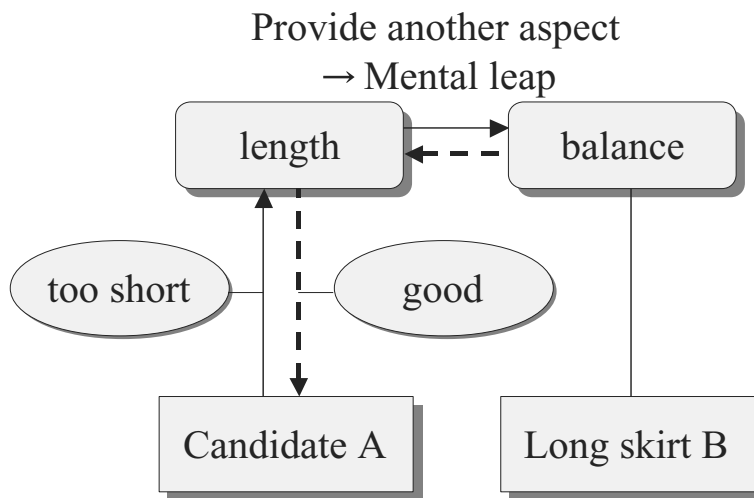 Provide another aspect
→ Mental leap
length
balance
too short
good
Candidate A
Long skirt B